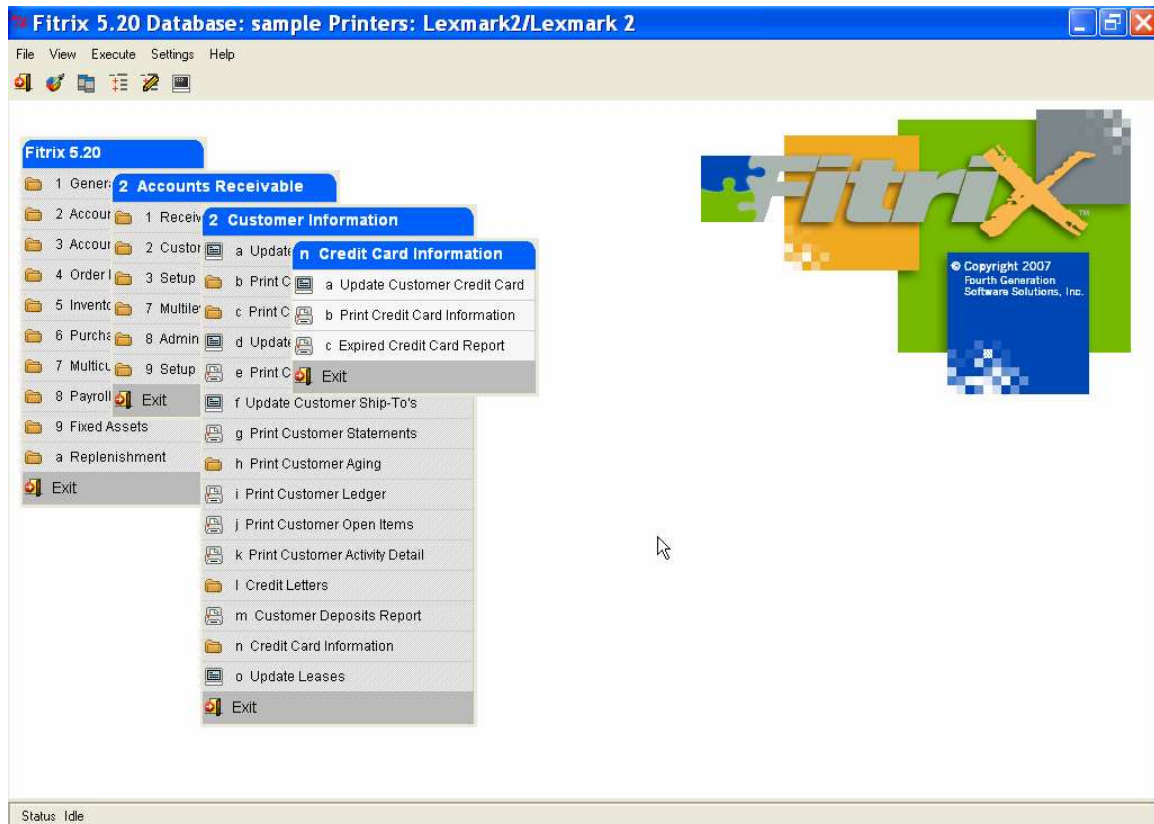 Fitrix 5.20 Database: sample Printers: Lexmark2/Lexmark 2
File View Execute Settings Help
Fitrix 5.20
1 Gener
2 Accour
3 Accour
4 Order
5 Invento
6 Purcha
7 Multicu
8 Payroll
9 Fixed Assets
a Replenishment
Exit
2 Accounts Receivable
1 Receiv
2 Custor
3 Setup
7 Multile
8 Admin
9 Setup
Exit
2 Customer Information
a Update
b Print C
c Print C
d Update
e Print C
f Update Customer Ship-To's
g Print Customer Statements
h Print Customer Aging
i Print Customer Ledger
j Print Customer Open Items
k Print Customer Activity Detail
l Credit Letters
m Customer Deposits Report
n Credit Card Information
o Update Leases
Exit
n Credit Card Information
a Update Customer Credit Card
b Print Credit Card Information
c Expired Credit Card Report
Exit
Fitrix
TM
© Copyright 2007
Fourth Generation
Software Solutions, Inc.
Status Idle